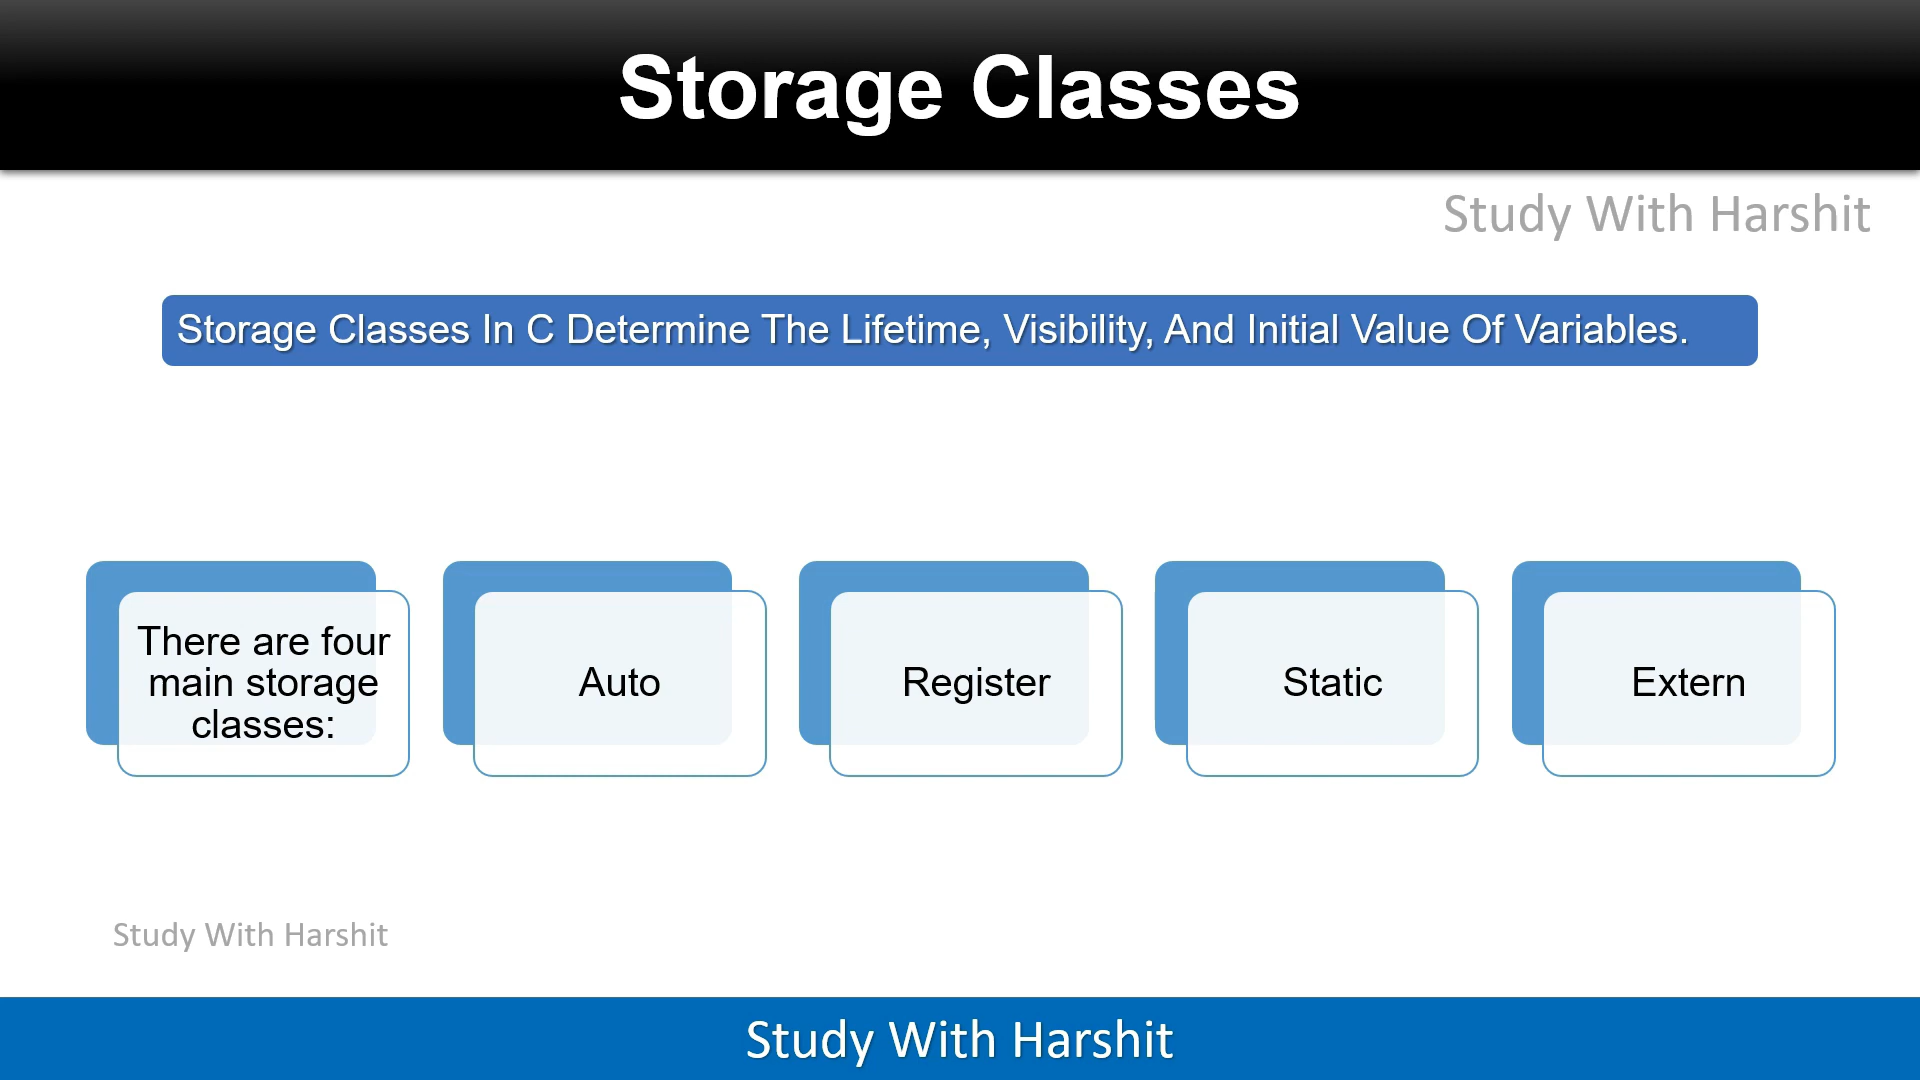 Storage Classes
Study With Harshit
Storage Classes In C Determine The Lifetime, Visibility, And Initial Value Of Variables.
There are four
main storage
classes:
Auto
Register
Static
Extern
Study With Harshit
Study With Harshit